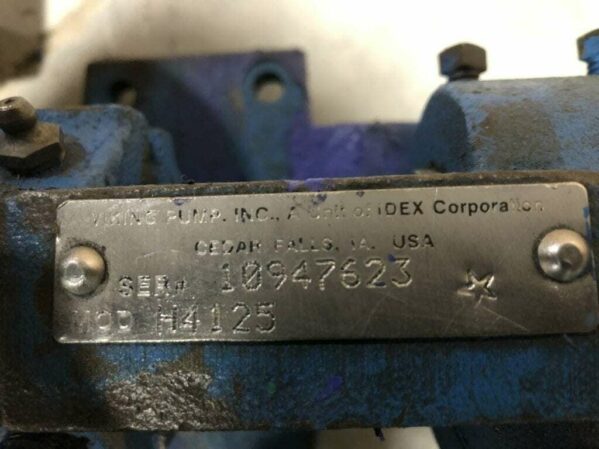 VIKING PUMP, INC., A Unit of IDEX Corporation
CEDAR FALLS, IA. USA
SER# 10947623
MOD H4125